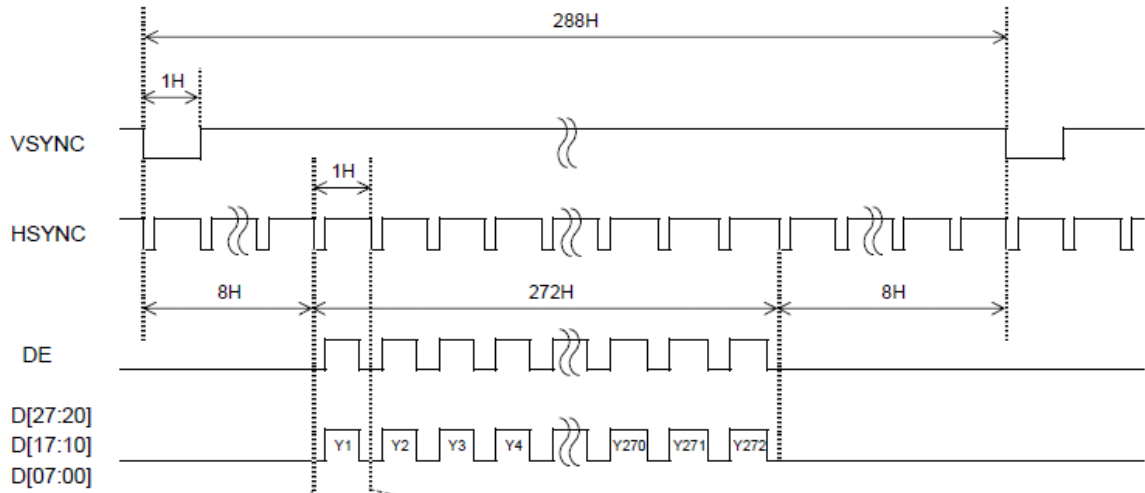 288H
1H
VSYNC
1H
HSYNC
8H 272H 8H
DE
D[27:20]
D[17:10]
D[07:00]
Y1 Y2 Y3 Y4 Y270 Y271 Y272